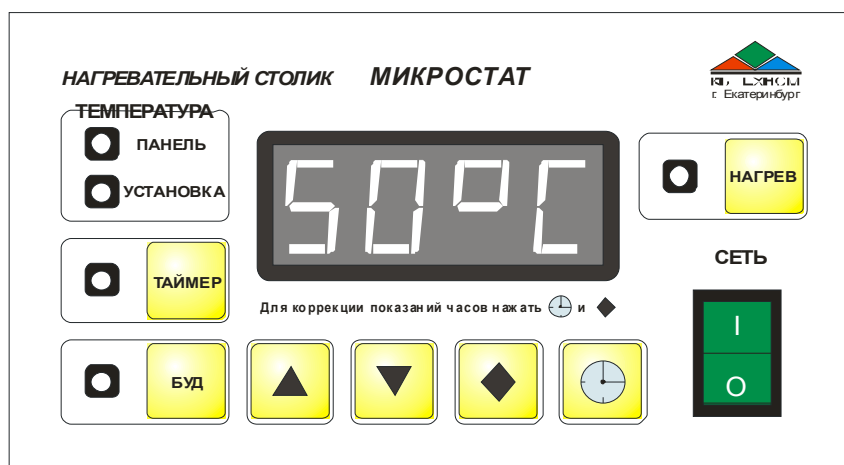 НАГРЕВАТЕЛЬНЫЙ СТОЛИК МИКРОСТАТ
г. Екатеринбург
ТЕМПЕРАТУРА
ПАНЕЛЬ
УСТАНОВКА
50°C
НАГРЕВ
ТАЙМЕР
СЕТЬ
Для коррекции показаний часов нажать и
БУД
I
O